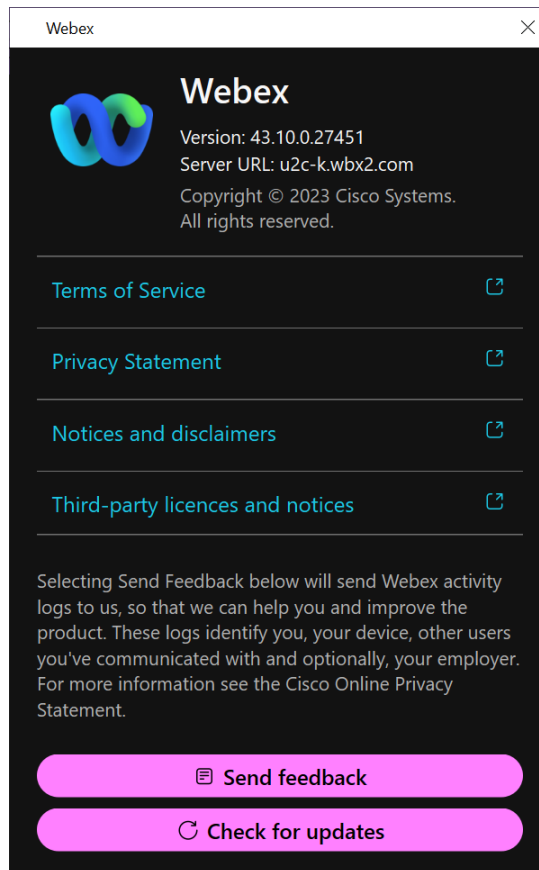 Webex
Webex
Version: 43.10.0.27451
Server URL: u2c-k.wbx2.com
Copyright © 2023 Cisco Systems.
All rights reserved.
Terms of Service
Privacy Statement
Notices and disclaimers
Third-party licences and notices
Selecting Send Feedback below will send Webex activity
logs to us, so that we can help you and improve the
product. These logs identify you, your device, other users
you've communicated with and optionally, your employer.
For more information see the Cisco Online Privacy
Statement.
Send feedback
Check for updates